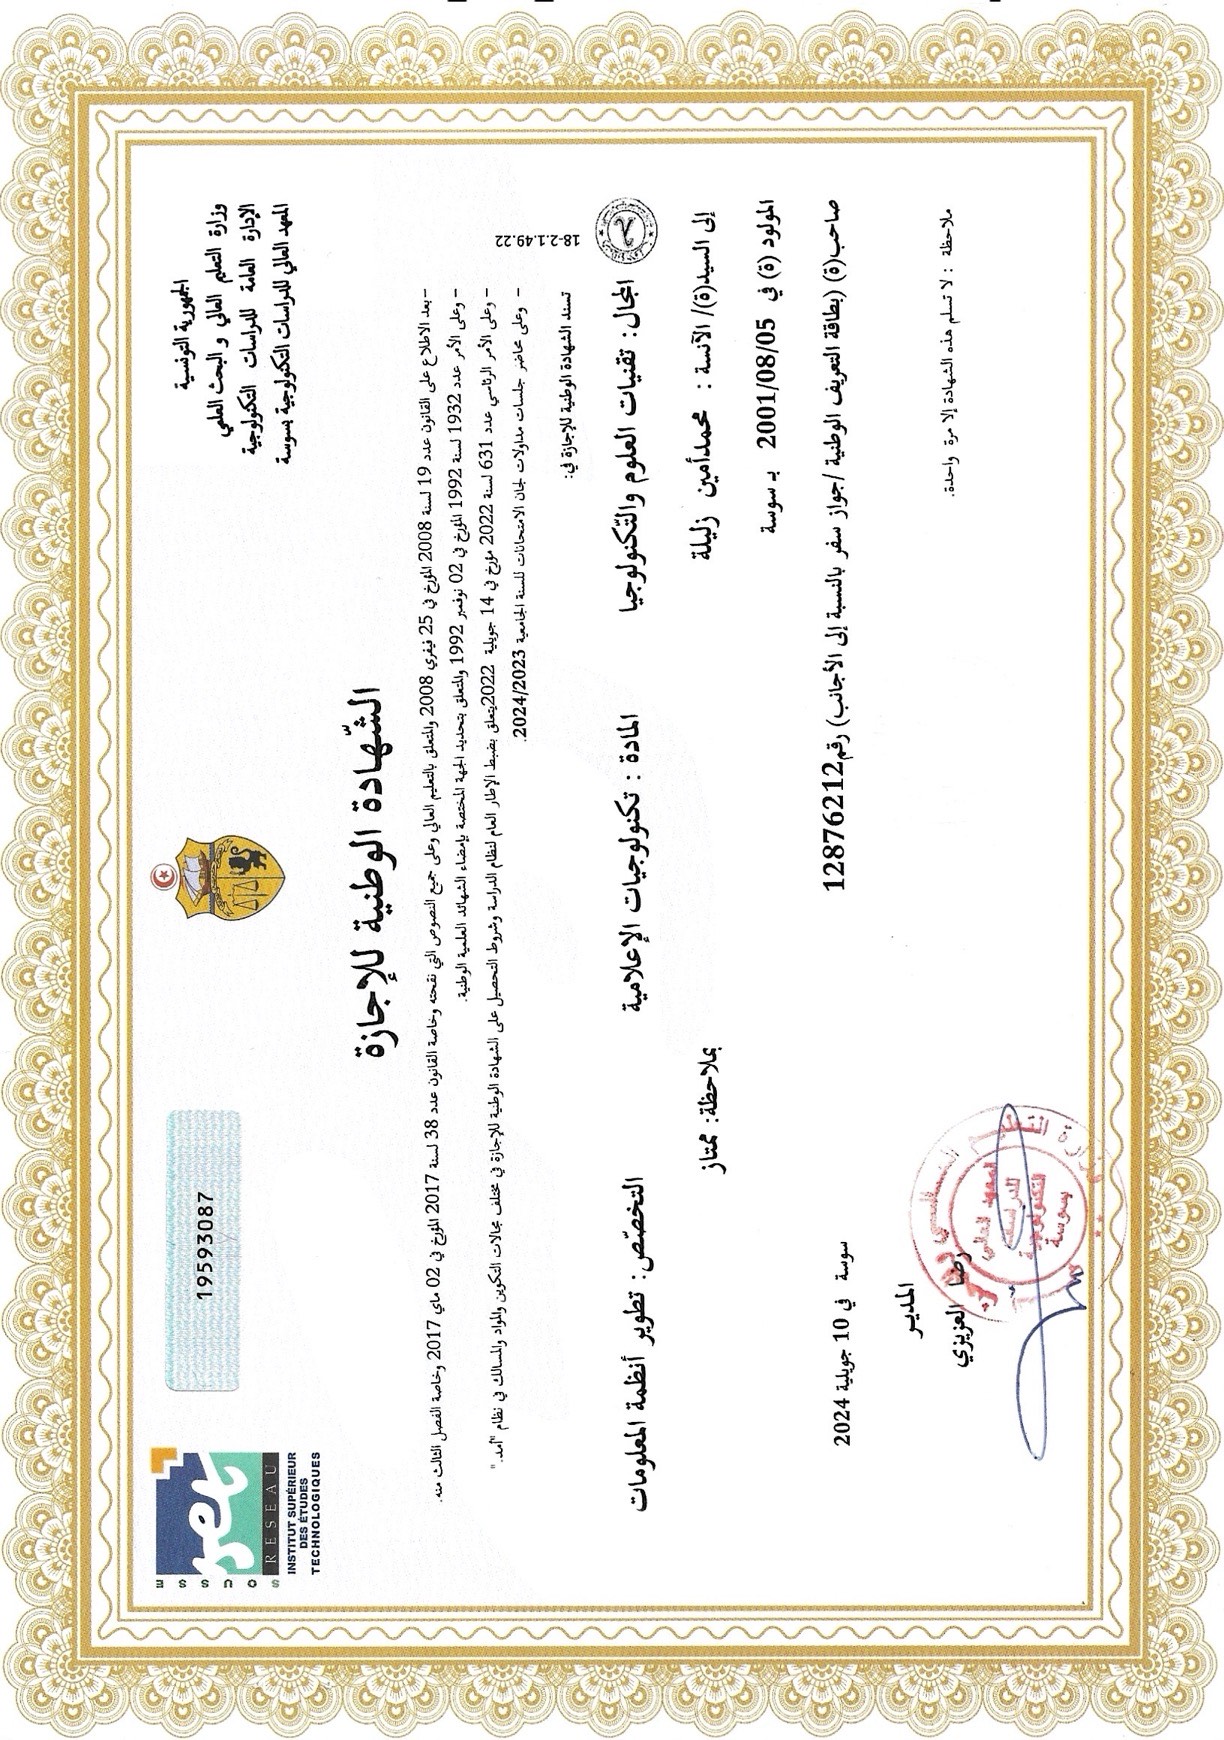 الجمهورية التونسية
وزارة التعليم العالي و البحث العلمي
الإدارة العامة للدراسات التكنولوجية
المعهد العالي للدراسات التكنولوجية بسوسة
19593087
SOUSSE
iset
RESEAU
INSTITUT SUPÉRIEUR
DES ÉTUDES
TECHNOLOGIQUES
الشّهادة الوطنية للإجازة
– بعد الاطلاع على القانون عدد 19 لسنة 2008 المؤرخ في 25 فيفري 2008 والمتعلق بالتعليم العالي وعلى جميع النصوص التي نقحته وخاصة القانون عدد 38 لسنة 2017 المؤرخ في 02 ماي 2017 وخاصة الفصل الثالث منه.
– وعلى الأمر عدد 1932 لسنة 1992 المؤرخ في 02 نوفمبر 1992 والمتعلق بتحديد الجهة المختصة بإمضاء الشهائد العلمية الوطنية.
– وعلى الأمر الرئاسي عدد 631 لسنة 2022 مؤرخ في 14 جويلية 2022يتعلق بضبط الإطار العام لنظام الدراسة وشروط التحصيل على الشهادة الوطنية للإجازة في مختلف مجالات التكوين والمواد والمسالك في نظام "أمد."
– وعلى محاضر جلسات مداولات لجان الامتحانات للسنة الجامعية 2024/2023.
18-2.1.49.22
تسند الشهادة الوطنية للإجازة في:
المجال: تقنيات العلوم والتّكنولوجيا المادة : تكنولوجيات الإعلامية التخصّص: تطوير أنظمة المعلومات
إلى السيد(ة)/ الآنسة : محمدأمين زليلة بملاحظة: ممتاز
المولود (ة) في 2001/08/05 بـ سوسة
صاحب(ة) (بطاقة التعريف الوطنية /جواز سفر بالنسبة إلى الأجانب) رقم12876212
سوسة في 10 جويلية 2024
المدير
رضا العزيزي
ملاحظة : لا تسلم هذه الشهادة إلا مرة واحدة.
المعهد العالي
للدراسات
التكنولوجية
بسوسة